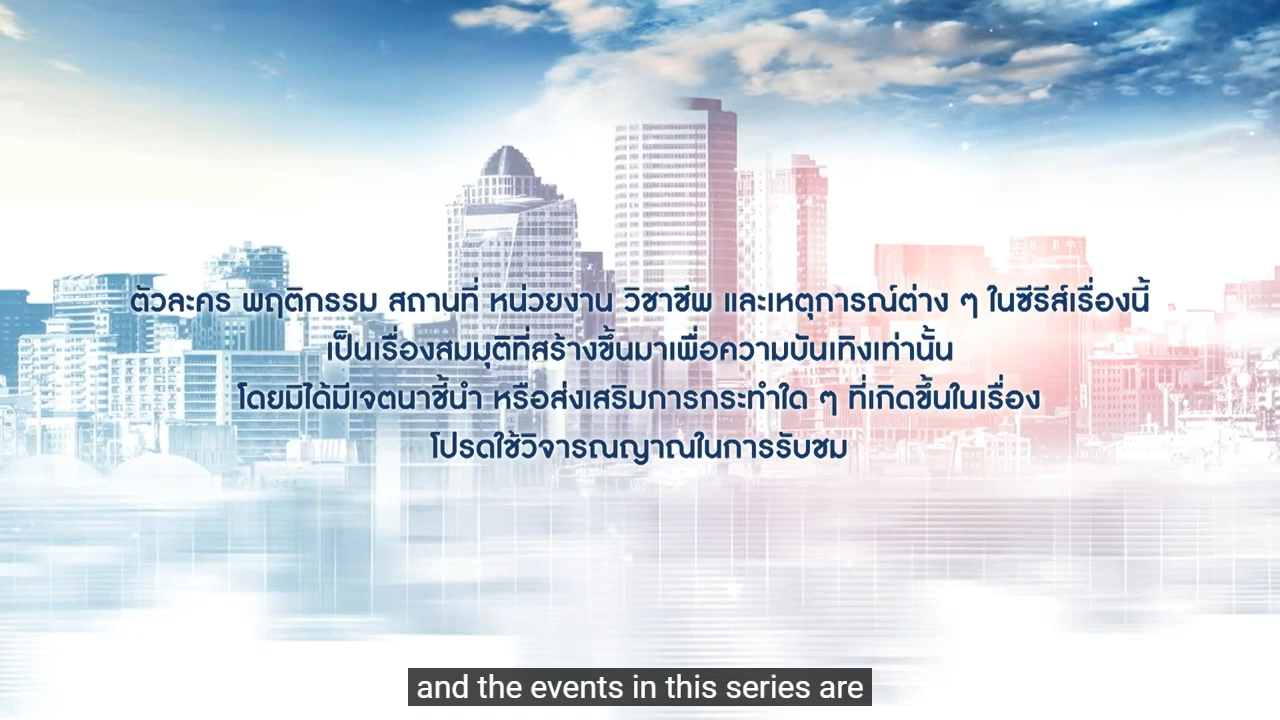 ตัวละคร พฤติกรรม สถานที่ หน่วยงาน วิชาชีพ และเหตุการณ์ต่าง ๆ ในซีรีส์เรื่องนี้
เป็นเรื่องสมมุติที่สร้างขึ้นมาเพื่อความบันเทิงเท่านั้น
โดยมิได้มีเจตนาชี้นำ หรือส่งเสริมการกระทำใด ๆ ที่เกิดขึ้นในเรื่อง
โปรดใช้วิจารณญาณในการรับชม
and the events in this series are